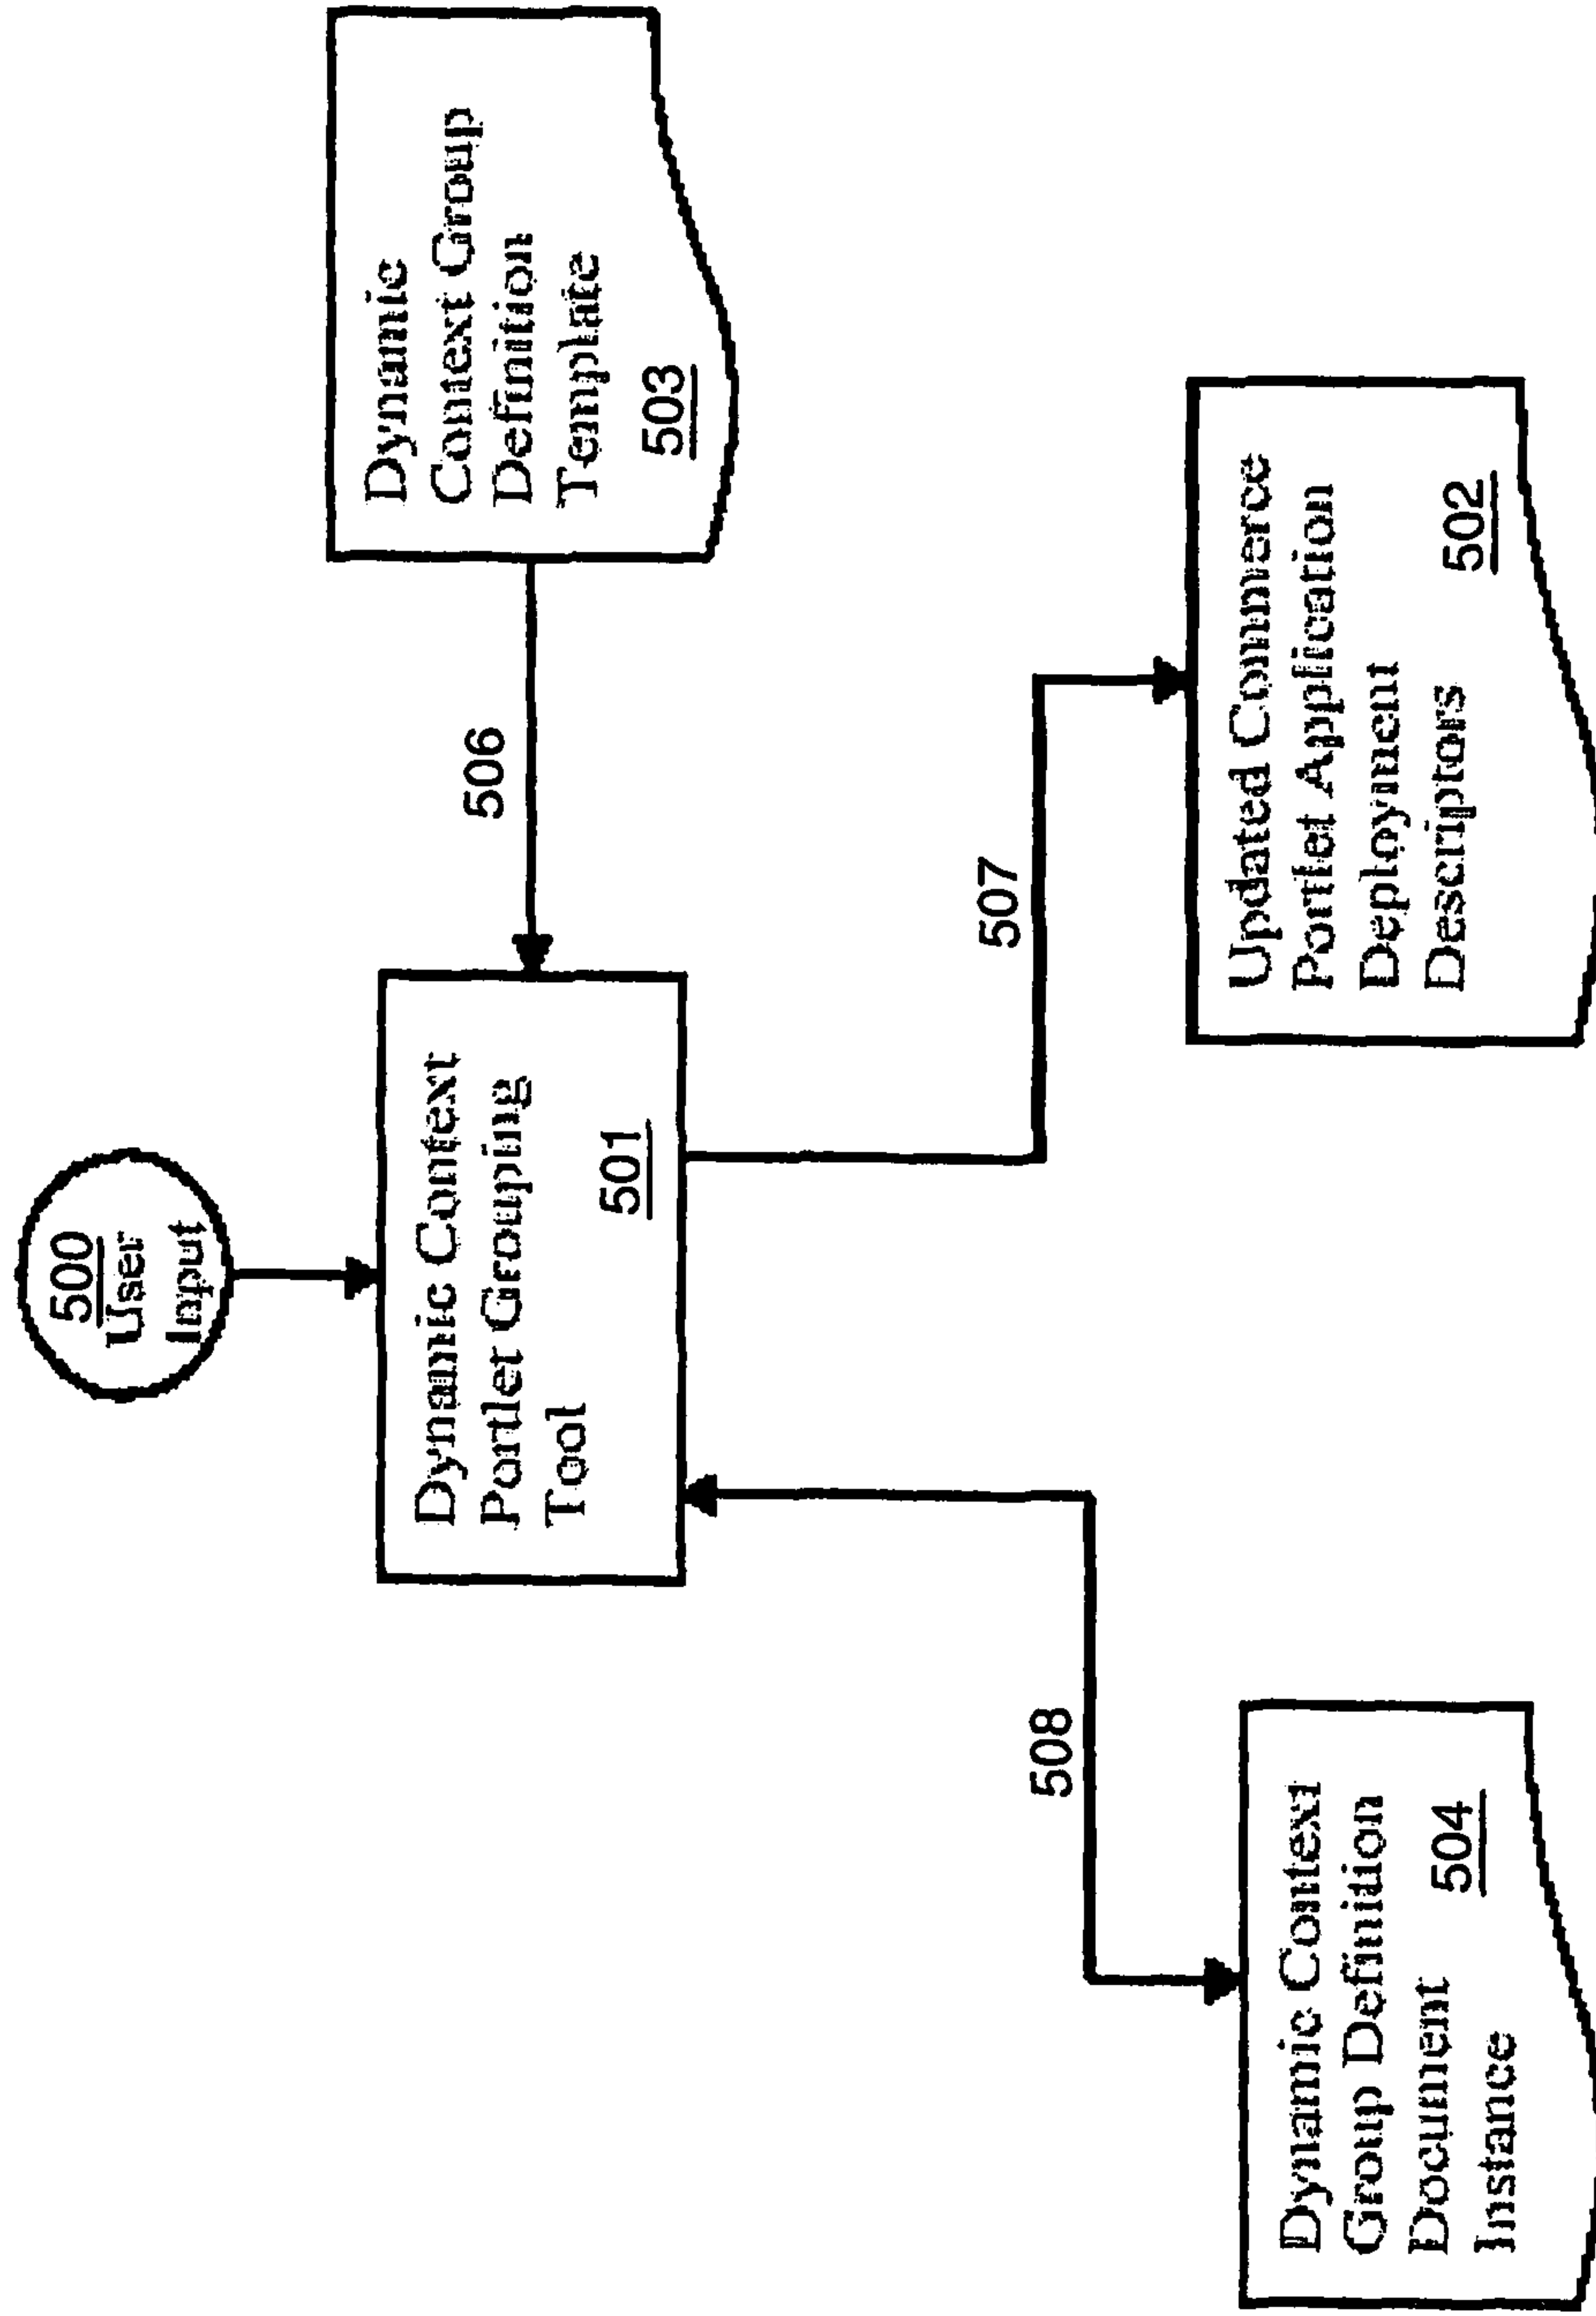 500
User
Input
Dynamic Context
Portlet Grouping
Tool
501
506
Dynamic
Context Group
Definition
Template
503
508
507
Dynamic Context
Group Definition
Document
504
Instance
Updated Commerce
Portlet Application
Deployment
502
Descriptors